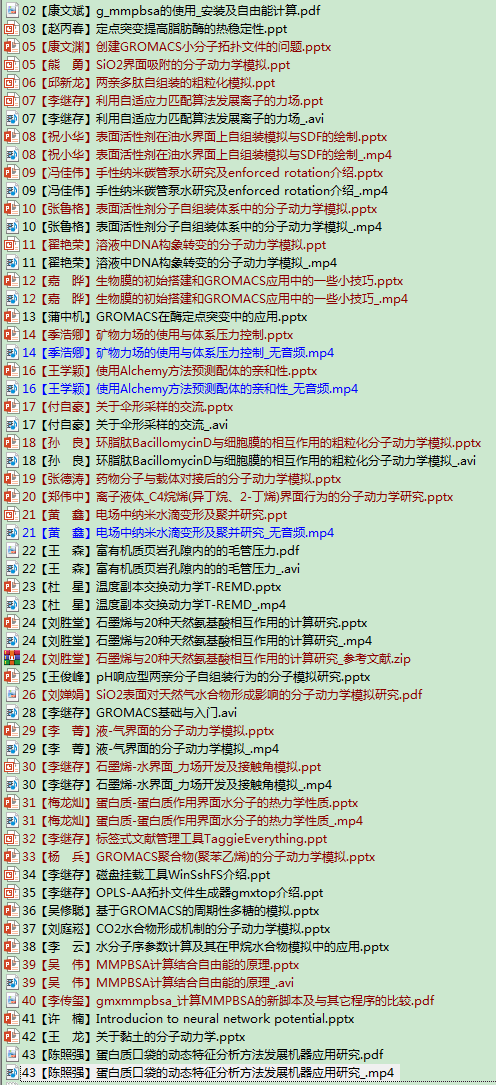 02【康文斌】g_mmpbsa的使用_安装及自由能计算.pdf
03【赵丙春】定点突变提高脂肪酶的热稳定性.ppt
05【康文渊】创建GROMACS小分子拓扑文件的问题.pptx
05【熊　勇】SiO2界面吸附的分子动力学模拟.ppt
06【邱新龙】两亲多肽自组装的粗粒化模拟.ppt
07【李继存】利用自适应力匹配算法发展离子的力场.ppt
07【李继存】利用自适应力匹配算法发展离子的力场_.avi
08【祝小华】表面活性剂在油水界面上自组装模拟与SDF的绘制.pptx
08【祝小华】表面活性剂在油水界面上自组装模拟与SDF的绘制_.mp4
09【冯佳伟】手性纳米碳管泵水研究及enforced rotation介绍.pptx
09【冯佳伟】手性纳米碳管泵水研究及enforced rotation介绍_.mp4
10【张鲁格】表面活性剂分子自组装体系中的分子动力学模拟.pptx
10【张鲁格】表面活性剂分子自组装体系中的分子动力学模拟_.mp4
11【翟艳荣】溶液中DNA构象转变的分子动力学模拟.ppt
11【翟艳荣】溶液中DNA构象转变的分子动力学模拟_.mp4
12【嘉　晔】生物膜的初始搭建和GROMACS应用中的一些小技巧.pptx
12【嘉　晔】生物膜的初始搭建和GROMACS应用中的一些小技巧_.mp4
13【蒲中机】GROMACS在酶定点突变中的应用.pptx
14【季浩卿】矿物力场的使用与体系压力控制.pptx
14【季浩卿】矿物力场的使用与体系压力控制_无音频.mp4
16【王学颖】使用Alchemy方法预测配体的亲和性.pptx
16【王学颖】使用Alchemy方法预测配体的亲和性_无音频.mp4
17【付自豪】关于伞形采样的交流.pptx
17【付自豪】关于伞形采样的交流_.avi
18【孙　良】环脂肽BacillomycinD与细胞膜的相互作用的粗粒化分子动力学模拟.pptx
18【孙　良】环脂肽BacillomycinD与细胞膜的相互作用的粗粒化分子动力学模拟_.avi
19【张德涛】药物分子与载体对接后的分子动力学模拟.pptx
20【郑伟中】离子液体_C4烷烯(异丁烷、2-丁烯)界面行为的分子动力学研究.pptx
21【黄　鑫】电场中纳米水滴变形及聚并研究.ppt
21【黄　鑫】电场中纳米水滴变形及聚并研究_无音频.mp4
22【王　森】富有机质页岩孔隙内的的毛管压力.pdf
22【王　森】富有机质页岩孔隙内的的毛管压力_.avi
23【杜　星】温度副本交换动力学T-REMD.pptx
23【杜　星】温度副本交换动力学T-REMD_.mp4
24【刘胜堂】石墨烯与20种天然氨基酸相互作用的计算研究.pptx
24【刘胜堂】石墨烯与20种天然氨基酸相互作用的计算研究_.mp4
24【刘胜堂】石墨烯与20种天然氨基酸相互作用的计算研究_参考文献.zip
25【王俊峰】pH响应型两亲分子自组装行为的分子模拟研究.pptx
26【刘婵娟】SiO2表面对天然气水合物形成影响的分子动力学模拟研究.pdf
28【李继存】GROMACS基础与入门.avi
29【李　菁】液-气界面的分子动力学模拟.pptx
29【李　菁】液-气界面的分子动力学模拟_.mp4
30【李继存】石墨烯-水界面_力场开发及接触角模拟.ppt
30【李继存】石墨烯-水界面_力场开发及接触角模拟_.mp4
31【梅龙灿】蛋白质-蛋白质作用界面水分子的热力学性质.pptx
31【梅龙灿】蛋白质-蛋白质作用界面水分子的热力学性质_.mp4
32【李继存】标签式文献管理工具TaggieEverything.ppt
33【杨　兵】GROMACS聚合物(聚苯乙烯)的分子动力学模拟.pptx
34【李继存】磁盘挂载工具WinSshFS介绍.ppt
35【李继存】OPLS-AA拓扑文件生成器gmxtop介绍.ppt
36【吴修聪】基于GROMACS的周期性多糖的模拟.pptx
37【刘庭崧】CO2水合物形成机制的分子动力学模拟.pptx
38【李　云】水分子序参数计算及其在甲烷水合物模拟中的应用.pptx
39【吴　伟】MMPBSA计算结合自由能的原理.pptx
39【吴　伟】MMPBSA计算结合自由能的原理_.avi
40【李传玺】gmxmmpbsa_计算MMPBSA的新脚本及与其它程序的比较.pdf
41【许　楠】Introducion to neural network potential.pptx
42【王　龙】关于黏土的分子动力学.pptx
43【陈照强】蛋白质口袋的动态特征分析方法发展机器应用研究.pdf
43【陈照强】蛋白质口袋的动态特征分析方法发展机器应用研究_.mp4